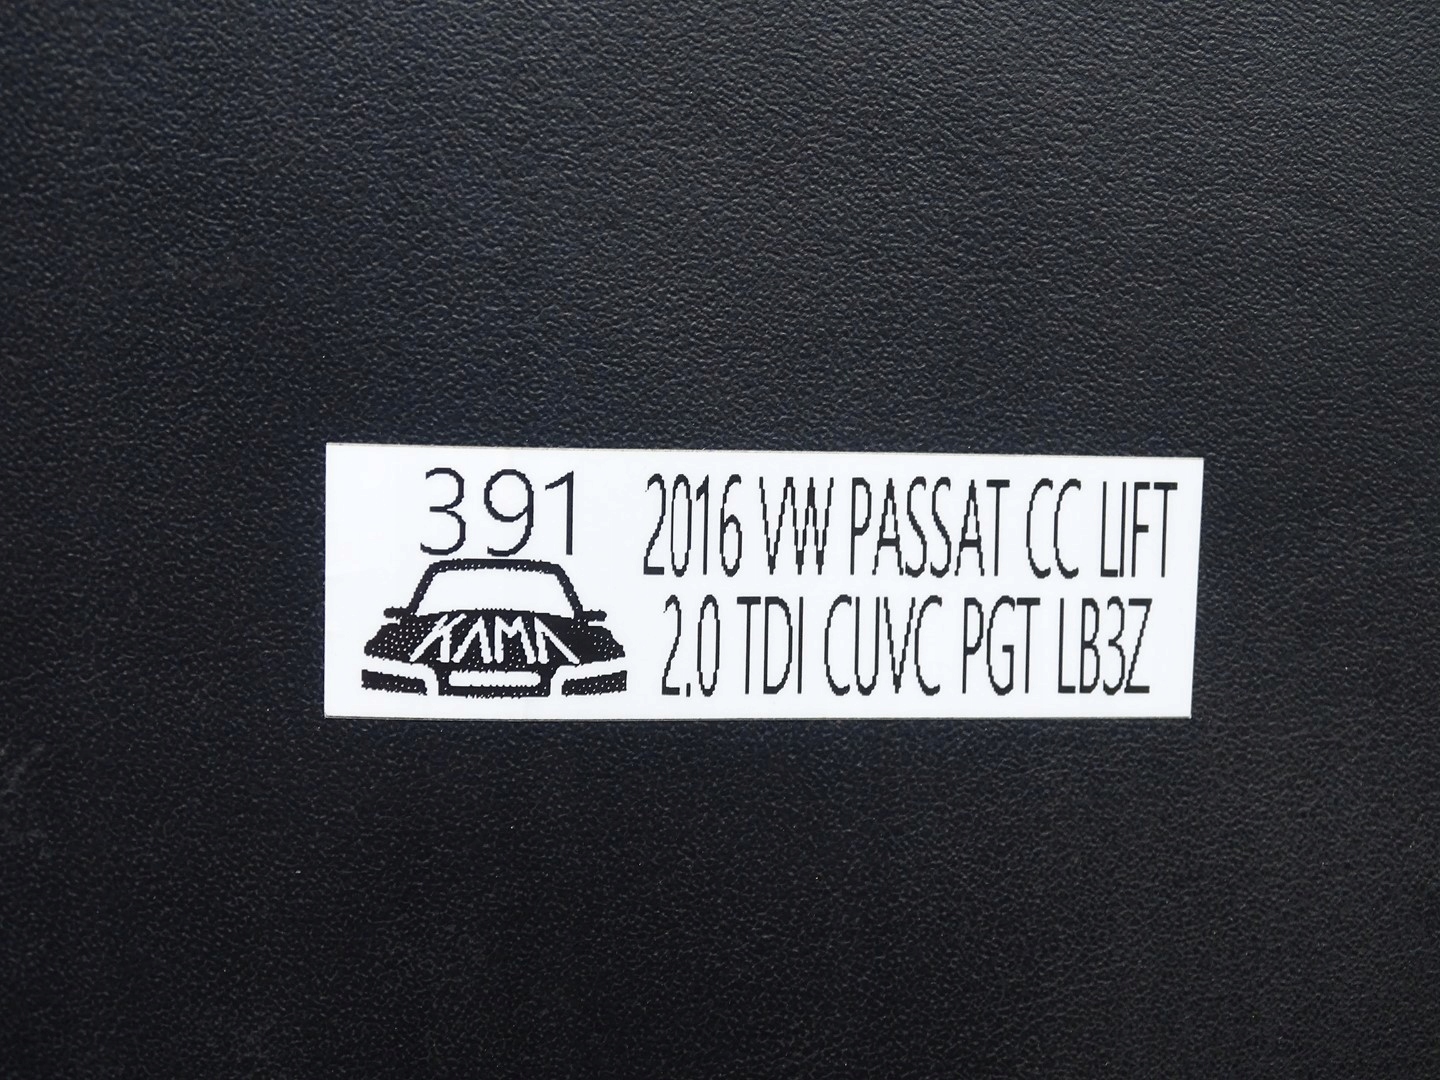 391
KAMA
2016 VW PASSAT CC LIFT
2.0 TDI CUVC PGT LB3Z